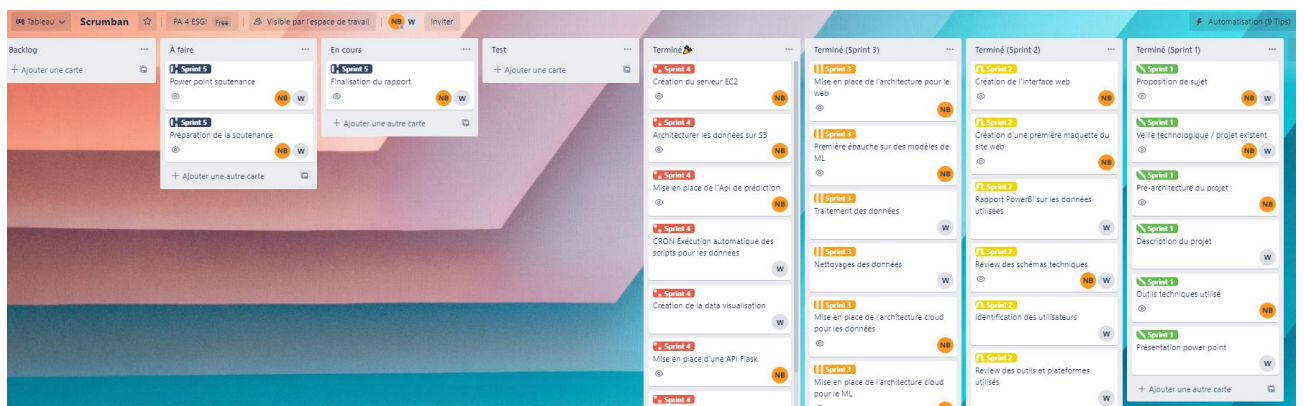 Tableau
Scrumban
PA 4 ESGI Free
Visible par l'espace de travail
NB W
Inviter
Automatisation (9 Tips)
Backlog
+ Ajouter une carte
À faire
Sprint 5
Power point soutenance
NB W
Sprint 5
Préparation de la soutenance
NB W
+ Ajouter une autre carte
En cours
Sprint 5
Finalisation du rapport
NB W
+ Ajouter une autre carte
Test
+ Ajouter une carte
Terminé
Sprint 4
Création du serveur EC2
NB
Sprint 4
Architecturer les données sur S3
NB
Sprint 4
Mise en place de l'Api de prédiction
NB
Sprint 4
CRON Exécution automatique des
scripts pour les données
W
Sprint 4
Création de la data visualisation
W
Sprint 4
Mise en place d'une API Flask
NB
Sprint 4
Terminé (Sprint 3)
Sprint 3
Mise en place de l'architecture pour le
web
NB
Sprint 3
Première ébauche sur des modèles de
ML
NB
Sprint 3
Traitement des données
W
Sprint 3
Nettoyages des données
W
Sprint 3
Mise en place de l'architecture cloud
pour les données
NB
Sprint 3
Mise en place de l'architecture cloud
pour le ML
NB
Terminé (Sprint 2)
Sprint 2
Création de l'interface web
NB
Sprint 2
Création d'une première maquette du
site web
NB
Sprint 2
Rapport PowerBi sur les données
utilisées
W
Sprint 2
Review des schémas techniques
NB W
Sprint 2
Identification des utilisateurs
W
Sprint 2
Review des outils et plateformes
utilisés
W
Terminé (Sprint 1)
Sprint 1
Proposition de sujet
NB W
Sprint 1
Veille technologique / projet existent
NB W
Sprint 1
Pré-architecture du projet
NB
Sprint 1
Description du projet
W
Sprint 1
Outils techniques utilisé
NB
Sprint 1
Présentation power point
W
+ Ajouter une autre carte